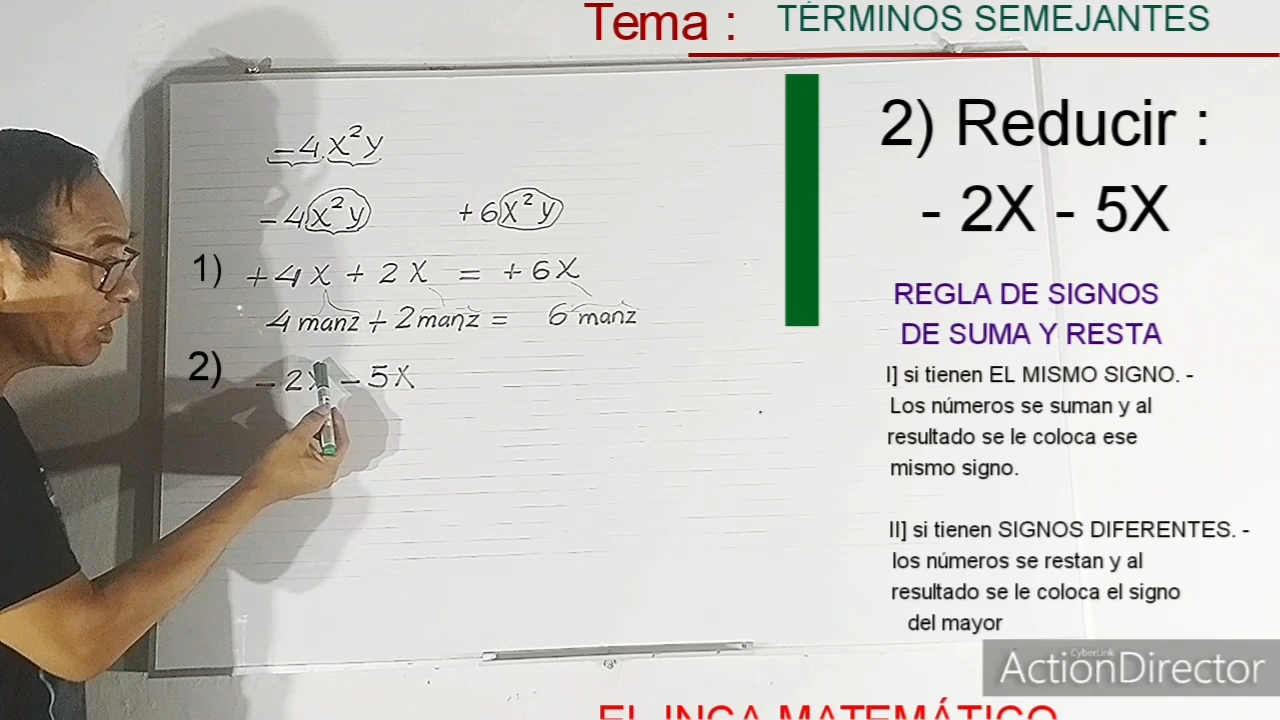 Tema : TÉRMINOS SEMEJANTES
-4x²y
-4x²y +6x²y
1) +4x + 2x = +6x
4 manz + 2 manz = 6 manz
2) -2x -5x
2) Reducir :
- 2X - 5X
REGLA DE SIGNOS
DE SUMA Y RESTA
I] si tienen EL MISMO SIGNO. -
Los números se suman y al
resultado se le coloca ese
mismo signo.
II] si tienen SIGNOS DIFERENTES. -
los números se restan y al
resultado se le coloca el signo
del mayor
CyberLink
ActionDirector
EL INCA MATEMÁTICO